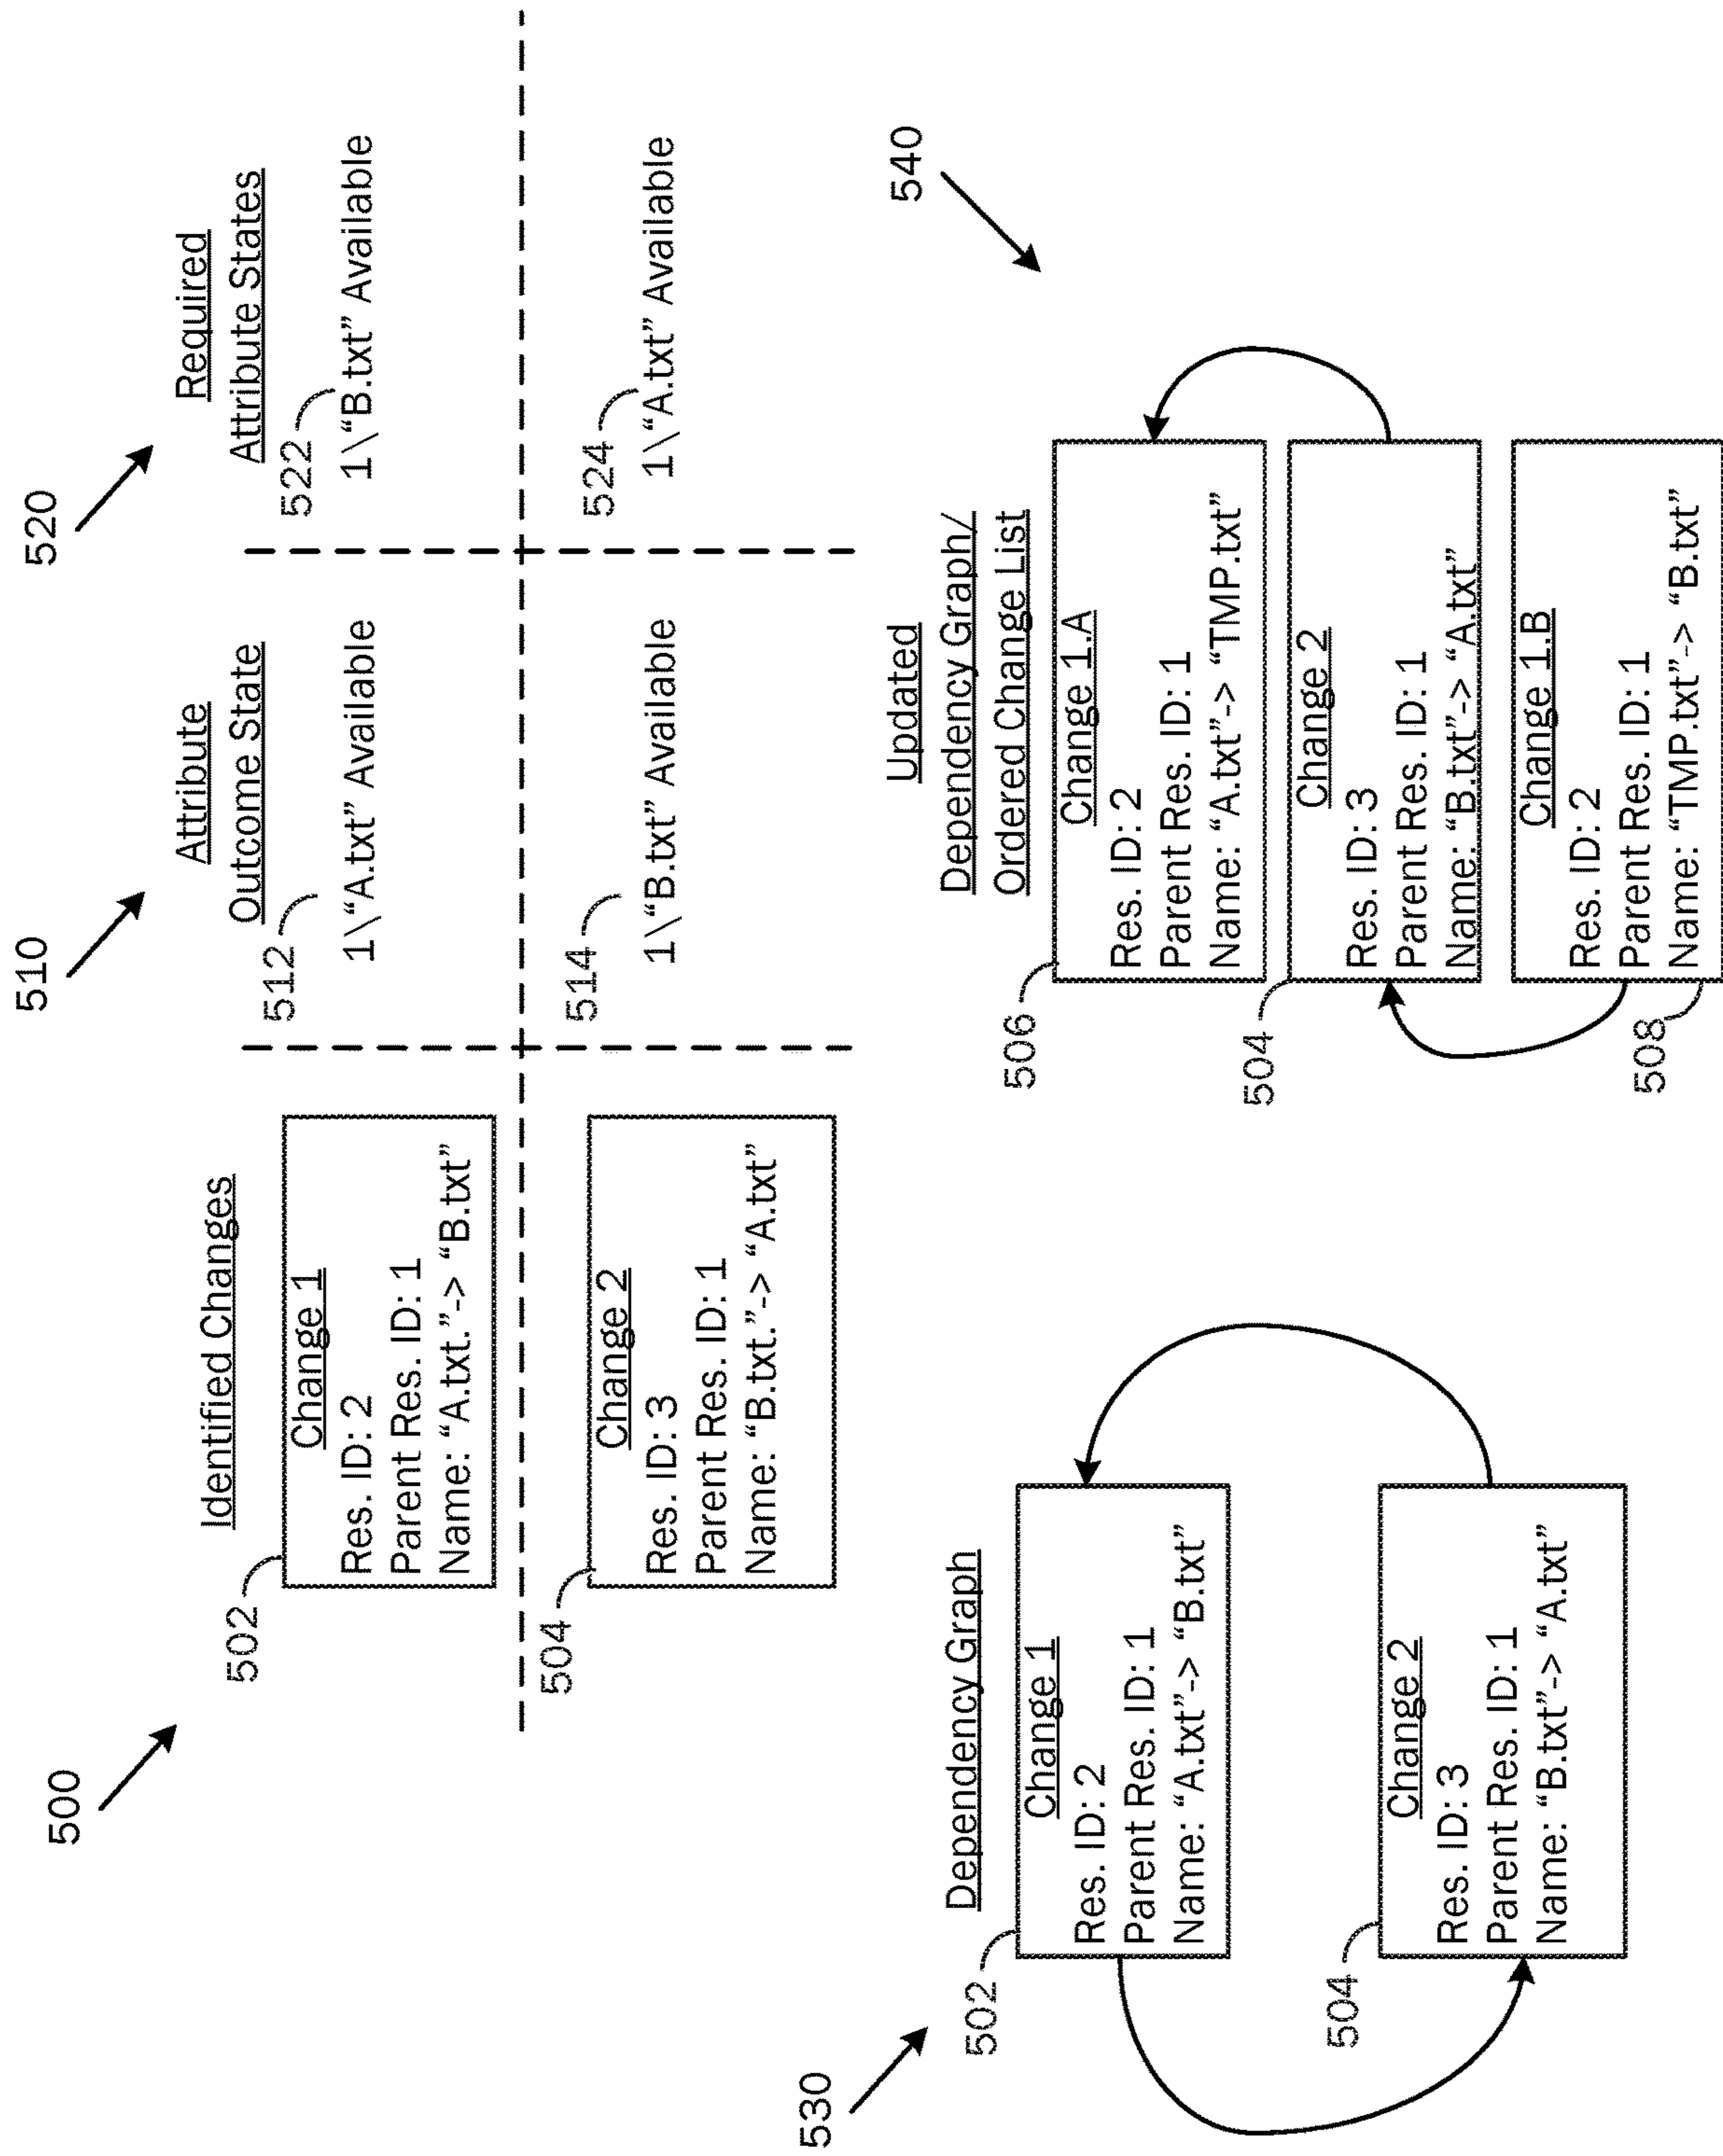 500
510
520
Identified Changes
Attribute
Outcome State
Required
Attribute States
502
Change 1
Res. ID: 2
Parent Res. ID: 1
Name: “A.txt.”-> “B.txt”
512
1\“A.txt” Available
522
1\“B.txt” Available
504
Change 2
Res. ID: 3
Parent Res. ID: 1
Name: “B.txt.”-> “A.txt”
514
1\“B.txt” Available
524
1\“A.txt” Available
530
Dependency Graph
502
Change 1
Res. ID: 2
Parent Res. ID: 1
Name: “A.txt”-> “B.txt”
504
Change 2
Res. ID: 3
Parent Res. ID: 1
Name: “B.txt”-> “A.txt”
540
Updated
Dependency Graph/
Ordered Change List
506
Change 1.A
Res. ID: 2
Parent Res. ID: 1
Name: “A.txt”-> “TMP.txt”
504
Change 2
Res. ID: 3
Parent Res. ID: 1
Name: “B.txt”-> “A.txt”
508
Change 1.B
Res. ID: 2
Parent Res. ID: 1
Name: “TMP.txt”-> “B.txt”